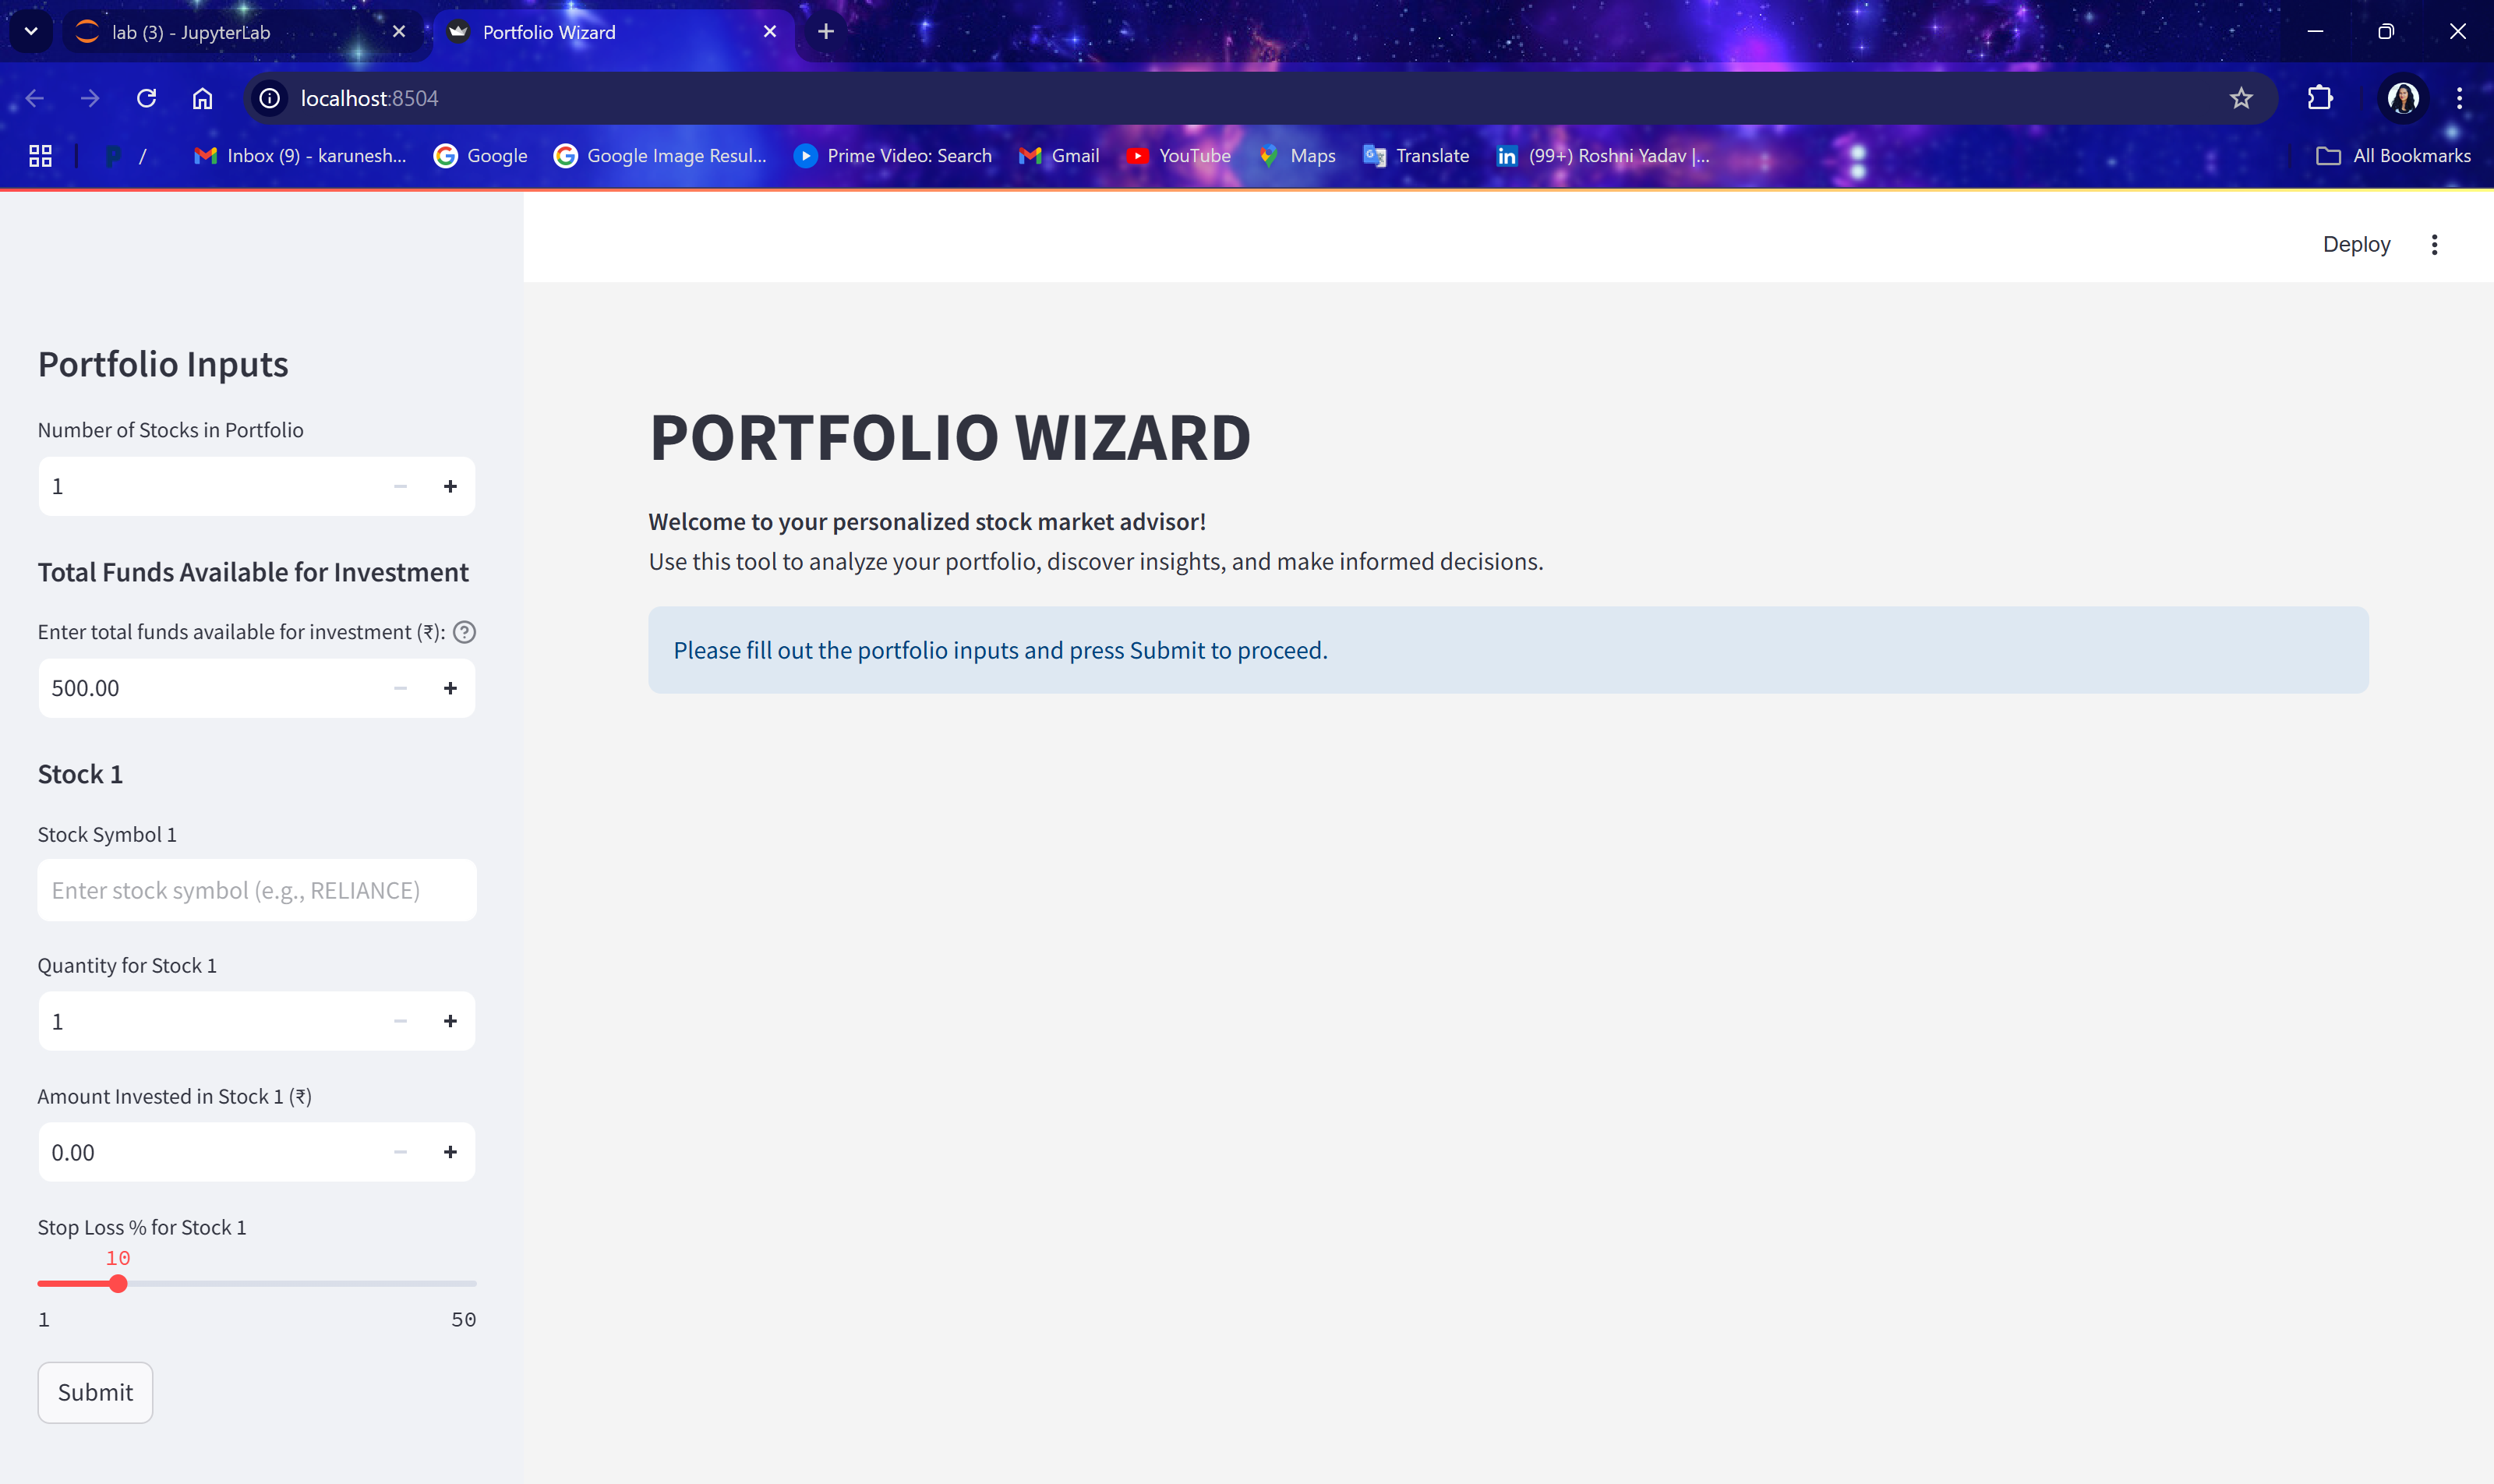 lab (3) - JupyterLab
Portfolio Wizard
localhost:8504
/
Inbox (9) - karunesh...
Google
Google Image Resul...
Prime Video: Search
Gmail
YouTube
Maps
Translate
(99+) Roshni Yadav |...
All Bookmarks
Deploy
Portfolio Inputs
Number of Stocks in Portfolio
1
Total Funds Available for Investment
Enter total funds available for investment (₹):
500.00
Stock 1
Stock Symbol 1
Enter stock symbol (e.g., RELIANCE)
Quantity for Stock 1
1
Amount Invested in Stock 1 (₹)
0.00
Stop Loss % for Stock 1
10
1
50
Submit
PORTFOLIO WIZARD
Welcome to your personalized stock market advisor!
Use this tool to analyze your portfolio, discover insights, and make informed decisions.
Please fill out the portfolio inputs and press Submit to proceed.